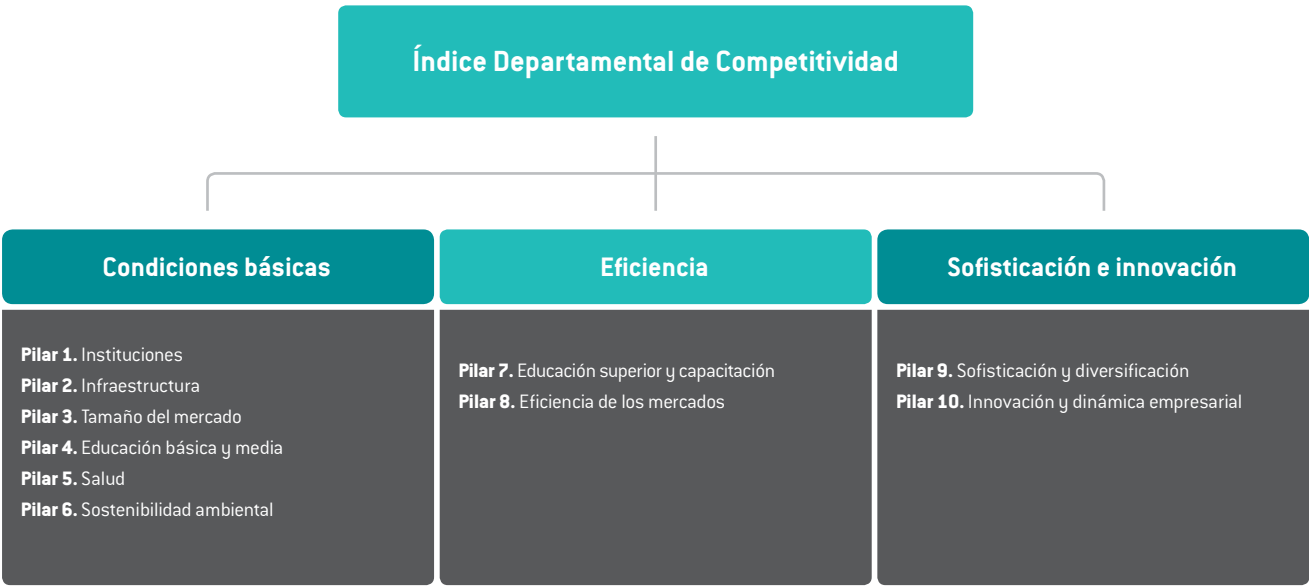 Índice Departamental de Competitividad
Condiciones básicas
Pilar 1. Instituciones
Pilar 2. Infraestructura
Pilar 3. Tamaño del mercado
Pilar 4. Educación básica y media
Pilar 5. Salud
Pilar 6. Sostenibilidad ambiental
Eficiencia
Pilar 7. Educación superior y capacitación
Pilar 8. Eficiencia de los mercados
Sofisticación e innovación
Pilar 9. Sofisticación y diversificación
Pilar 10. Innovación y dinámica empresarial